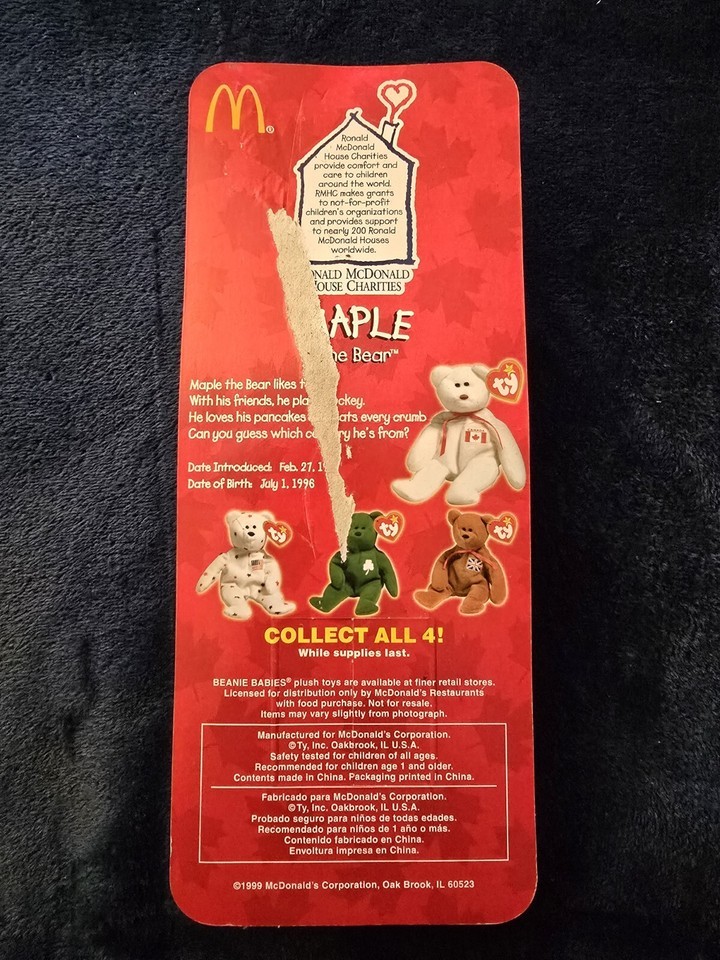 M®
Ronald
McDonald
House Charities
provide comfort and
care to children
around the world.
RMHC makes grants
to not-for-profit
children's organizations
and provides support
to nearly 200 Ronald
McDonald Houses
worldwide.
NALD MCDONALD
OUSE CHARITIES
APLE
he Bear™
Maple the Bear likes t
With his friends, he pla ckey.
He loves his pancakes ats every crumb
Can you guess which co ry he's from?
Date Introduced: Feb. 27, 1
Date of Birth: July 1, 1996
ty
CANADA
ty
ty
ty
COLLECT ALL 4!
While supplies last.
BEANIE BABIES® plush toys are available at finer retail stores.
Licensed for distribution only by McDonald's Restaurants
with food purchase. Not for resale.
Items may vary slightly from photograph.
Manufactured for McDonald's Corporation.
©Ty, Inc. Oakbrook, IL U.S.A.
Safety tested for children of all ages.
Recommended for children age 1 and older.
Contents made in China. Packaging printed in China.
Fabricado para McDonald's Corporation.
©Ty, Inc. Oakbrook, IL U.S.A.
Probado seguro para niños de todas edades.
Recomendado para niños de 1 año o más.
Contenido fabricado en China.
Envoltura impresa en China.
©1999 McDonald's Corporation, Oak Brook, IL 60523